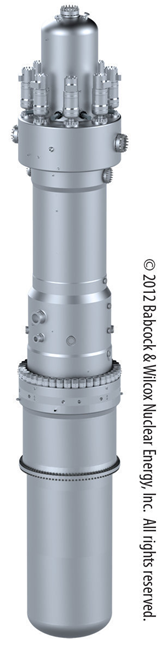 © 2012 Babcock & Wilcox Nuclear Energy, Inc. All rights reserved.